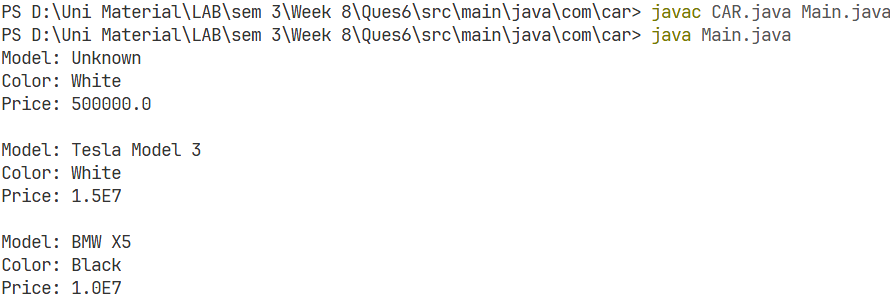 PS D:\Uni Material\LAB\sem 3\Week 8\Ques6\src\main\java\com\car> javac CAR.java Main.java
PS D:\Uni Material\LAB\sem 3\Week 8\Ques6\src\main\java\com\car> java Main.java
Model: Unknown
Color: White
Price: 500000.0

Model: Tesla Model 3
Color: White
Price: 1.5E7

Model: BMW X5
Color: Black
Price: 1.0E7